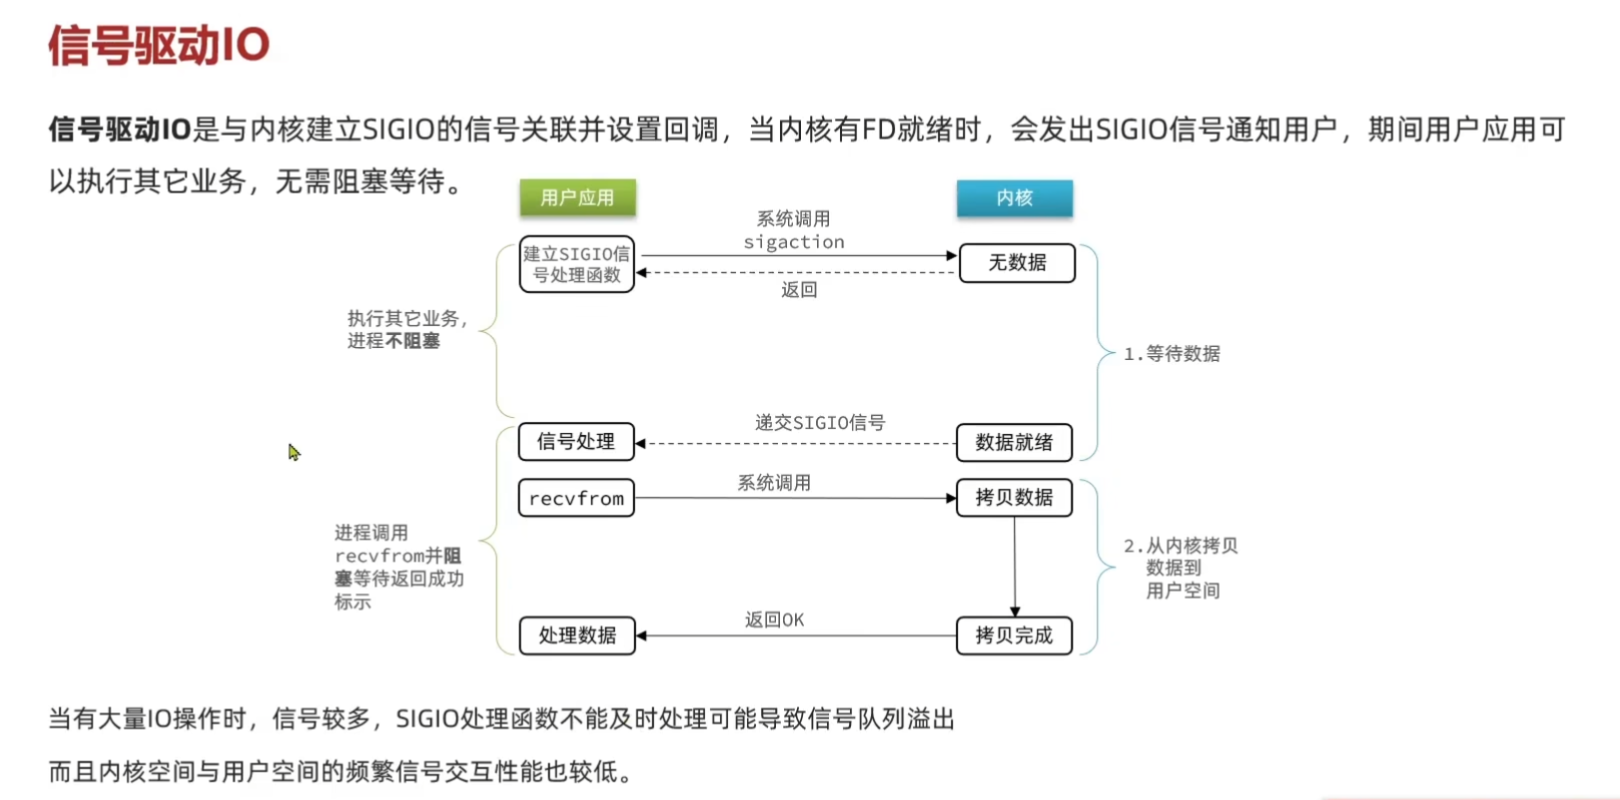 信号驱动IO
信号驱动IO是与内核建立SIGIO的信号关联并设置回调，当内核有FD就绪时，会发出SIGIO信号通知用户，期间用户应用可
以执行其它业务，无需阻塞等待。
用户应用
内核
系统调用
sigaction
建立SIGIO信
号处理函数
无数据
返回
执行其它业务，
进程不阻塞
1.等待数据
递交SIGIO信号
信号处理
数据就绪
系统调用
recvfrom
拷贝数据
进程调用
recvfrom并阻
塞等待返回成功
标示
2.从内核拷贝
数据到
用户空间
返回OK
处理数据
拷贝完成
当有大量IO操作时，信号较多，SIGIO处理函数不能及时处理可能导致信号队列溢出
而且内核空间与用户空间的频繁信号交互性能也较低。